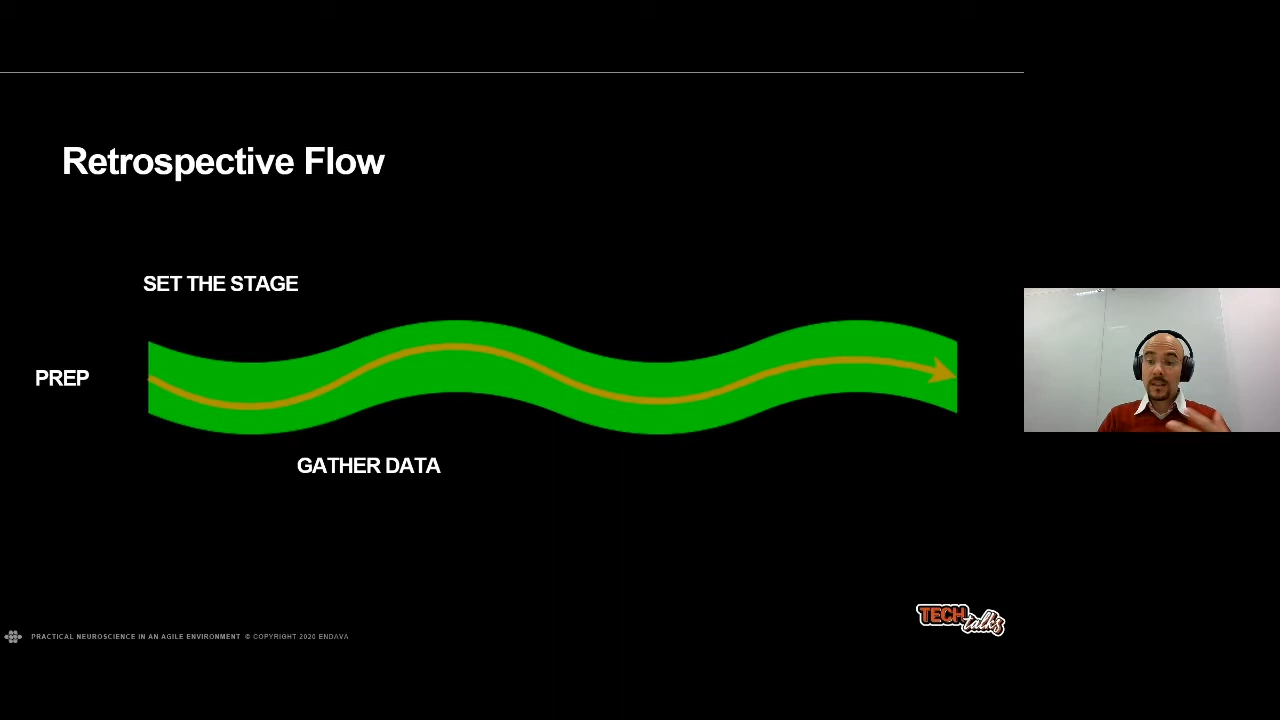 Retrospective Flow
SET THE STAGE
PREP
GATHER DATA
TECH
talks
PRACTICAL NEUROSCIENCE IN AN AGILE ENVIRONMENT © COPYRIGHT 2020 ENDAVA